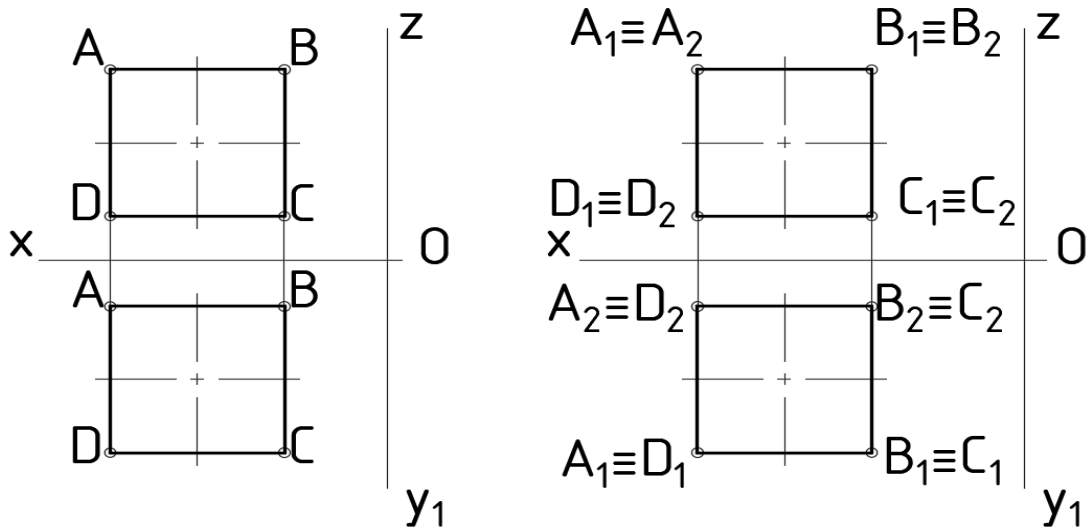 A B z
D C
x O
A B
D C
y₁
A₁≡A₂ B₁≡B₂ z
D₁≡D₂ C₁≡C₂
x O
A₂≡D₂ B₂≡C₂
A₁≡D₁ B₁≡C₁
y₁